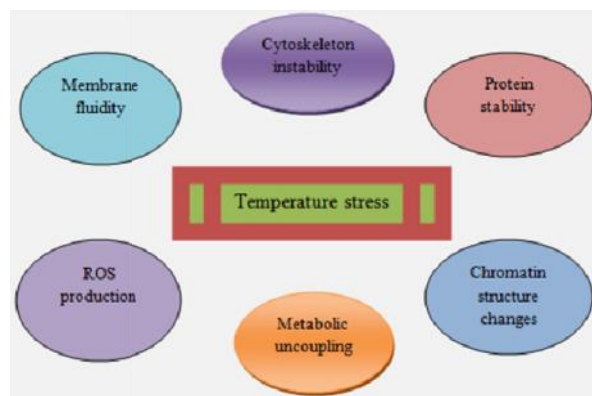 Cytoskeleton
instability
Membrane
fluidity
Protein
stability
Temperature stress
ROS
production
Chromatin
structure
changes
Metabolic
uncoupling